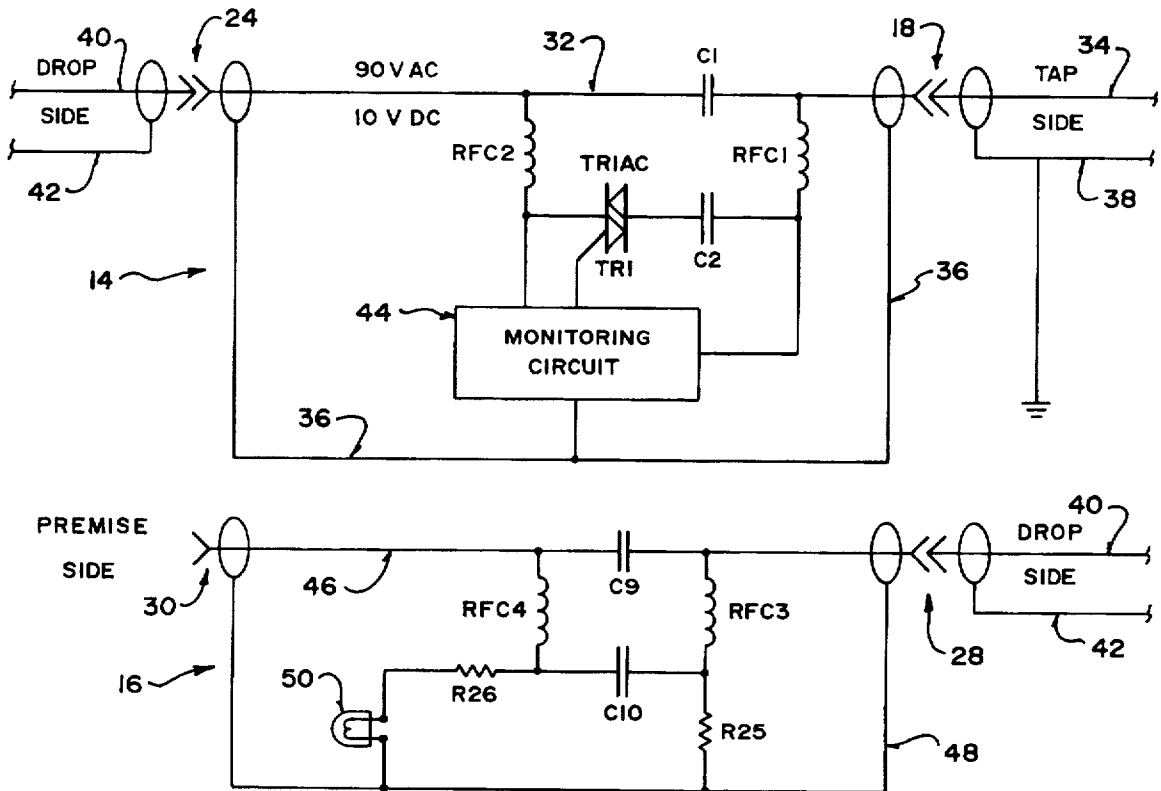 24
40
DROP
SIDE
42
14
90 V AC
10 V DC
32
C1
RFC2
TRIAC
TR1
C2
RFC1
44
MONITORING
CIRCUIT
36
36
18
TAP
SIDE
34
38
PREMISE
SIDE
30
16
46
C9
RFC4
RFC3
R26
C10
R25
50
48
28
DROP
SIDE
40
42